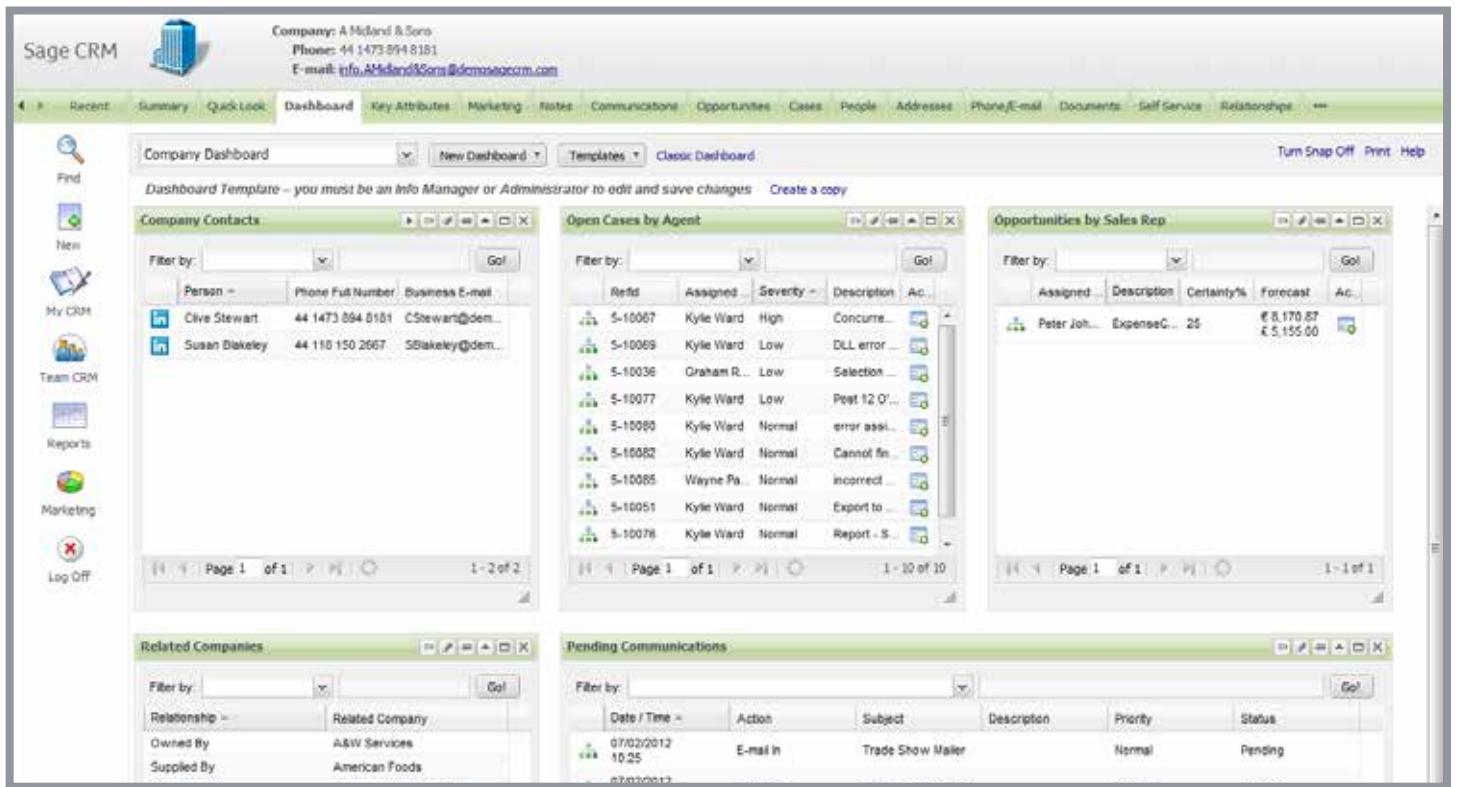 Sage CRM
Company: A Midland & Sons
Phone: 44 1473 894 8181
E-mail: info.AMidland&Sons@demosagecrm.com
Recent Summary Quick Look Dashboard Key Attributes Marketing Notes Communications Opportunities Cases People Addresses Phone/E-mail Documents Self Service Relationships •••
Find
New
My CRM
Team CRM
Reports
Marketing
Log Off
Company Dashboard New Dashboard Templates Classic Dashboard Turn Snap Off Print Help
Dashboard Template – you must be an Info Manager or Administrator to edit and save changes Create a copy
Company Contacts
Filter by: Go!
Person Phone Full Number Business E-mail
Clive Stewart 44 1473 894 8181 CStewart@dem...
Susan Blakeley 44 118 150 2667 SBlakeley@dem...
Page 1 of 1 1 - 2 of 2
Open Cases by Agent
Filter by: Go!
RefId Assigned ... Severity Description Ac...
5-10067 Kylie Ward High Concurre...
5-10069 Kylie Ward Low DLL error ...
5-10036 Graham R... Low Selection ...
5-10077 Kylie Ward Low Post 12 O'...
5-10080 Kylie Ward Normal error assi...
5-10082 Kylie Ward Normal Cannot fin...
5-10085 Wayne Pa... Normal incorrect ...
5-10051 Kylie Ward Normal Export to ...
5-10076 Kylie Ward Normal Report - S...
Page 1 of 1 1 - 10 of 10
Opportunities by Sales Rep
Filter by: Go!
Assigned ... Description Certainty% Forecast Ac...
Peter Joh... ExpenseC... 25 € 8,170.87
£ 5,155.00
Page 1 of 1 1 - 1 of 1
Related Companies
Filter by: Go!
Relationship Related Company
Owned By A&W Services
Supplied By American Foods
Pending Communications
Filter by: Go!
Date / Time Action Subject Description Priority Status
07/02/2012
10:25 E-mail In Trade Show Mailer Normal Pending
07/02/2012